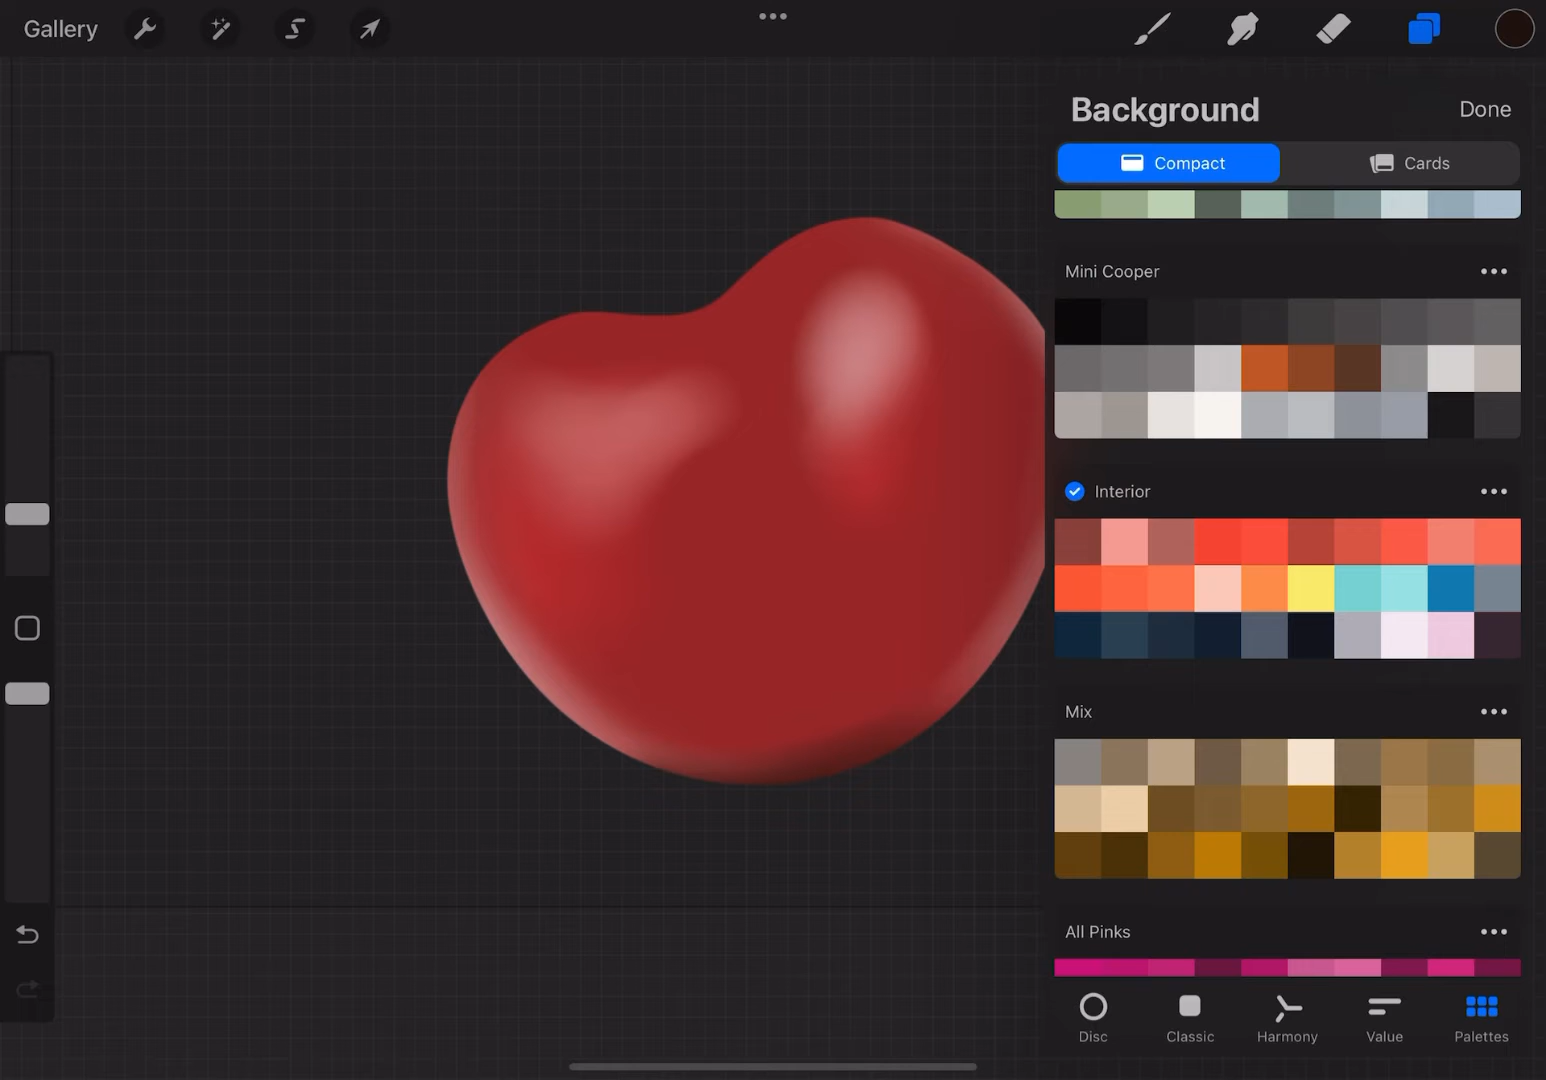 Gallery
Background
Done
Compact
Cards
Mini Cooper
Interior
Mix
All Pinks
Disc
Classic
Harmony
Value
Palettes